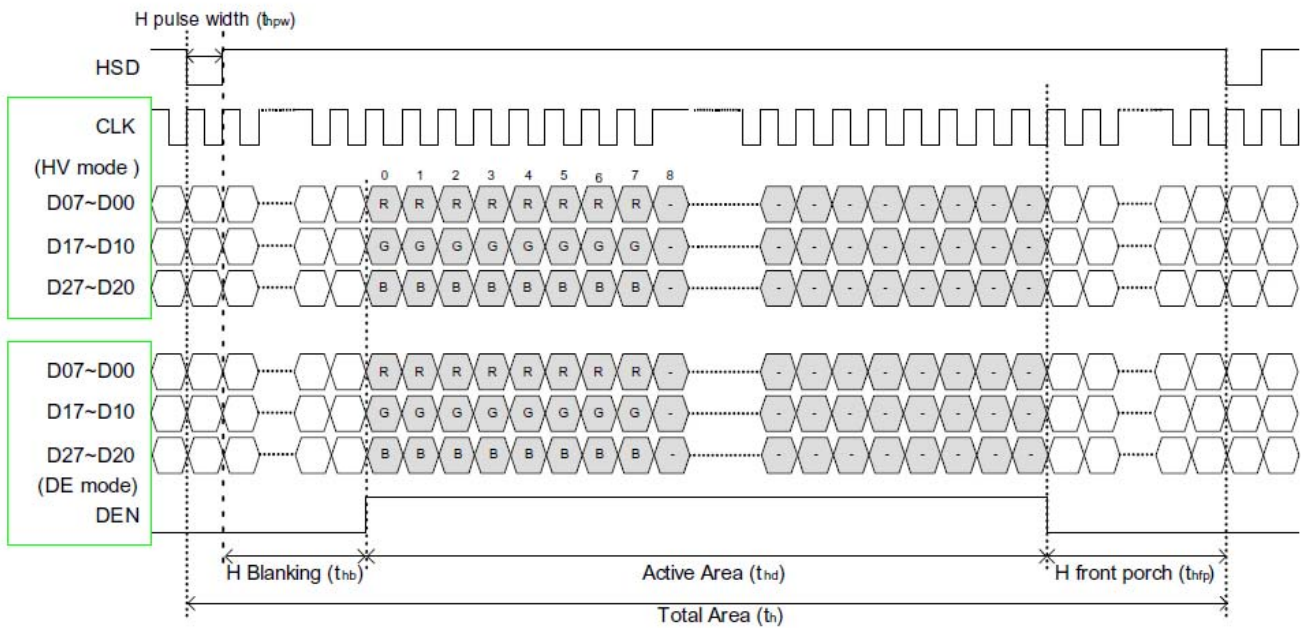 H pulse width (thpw)
HSD
CLK
(HV mode )
0 1 2 3 4 5 6 7 8
D07~D00 R R R R R R R R - - - - - - - - -
D17~D10 G G G G G G G G - - - - - - - - -
D27~D20 B B B B B B B B - - - - - - - - -
D07~D00 R R R R R R R R - - - - - - - - -
D17~D10 G G G G G G G G - - - - - - - - -
D27~D20 B B B B B B B B - - - - - - - - -
(DE mode)
DEN
H Blanking (thb) Active Area (thd) H front porch (thfp)
Total Area (th)